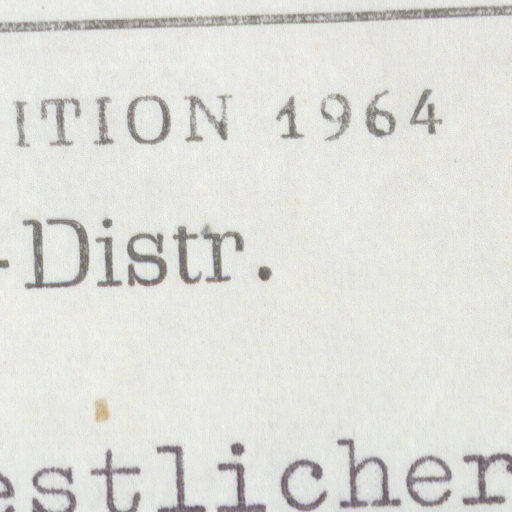 ITION 1964
-Distr.
estlicher